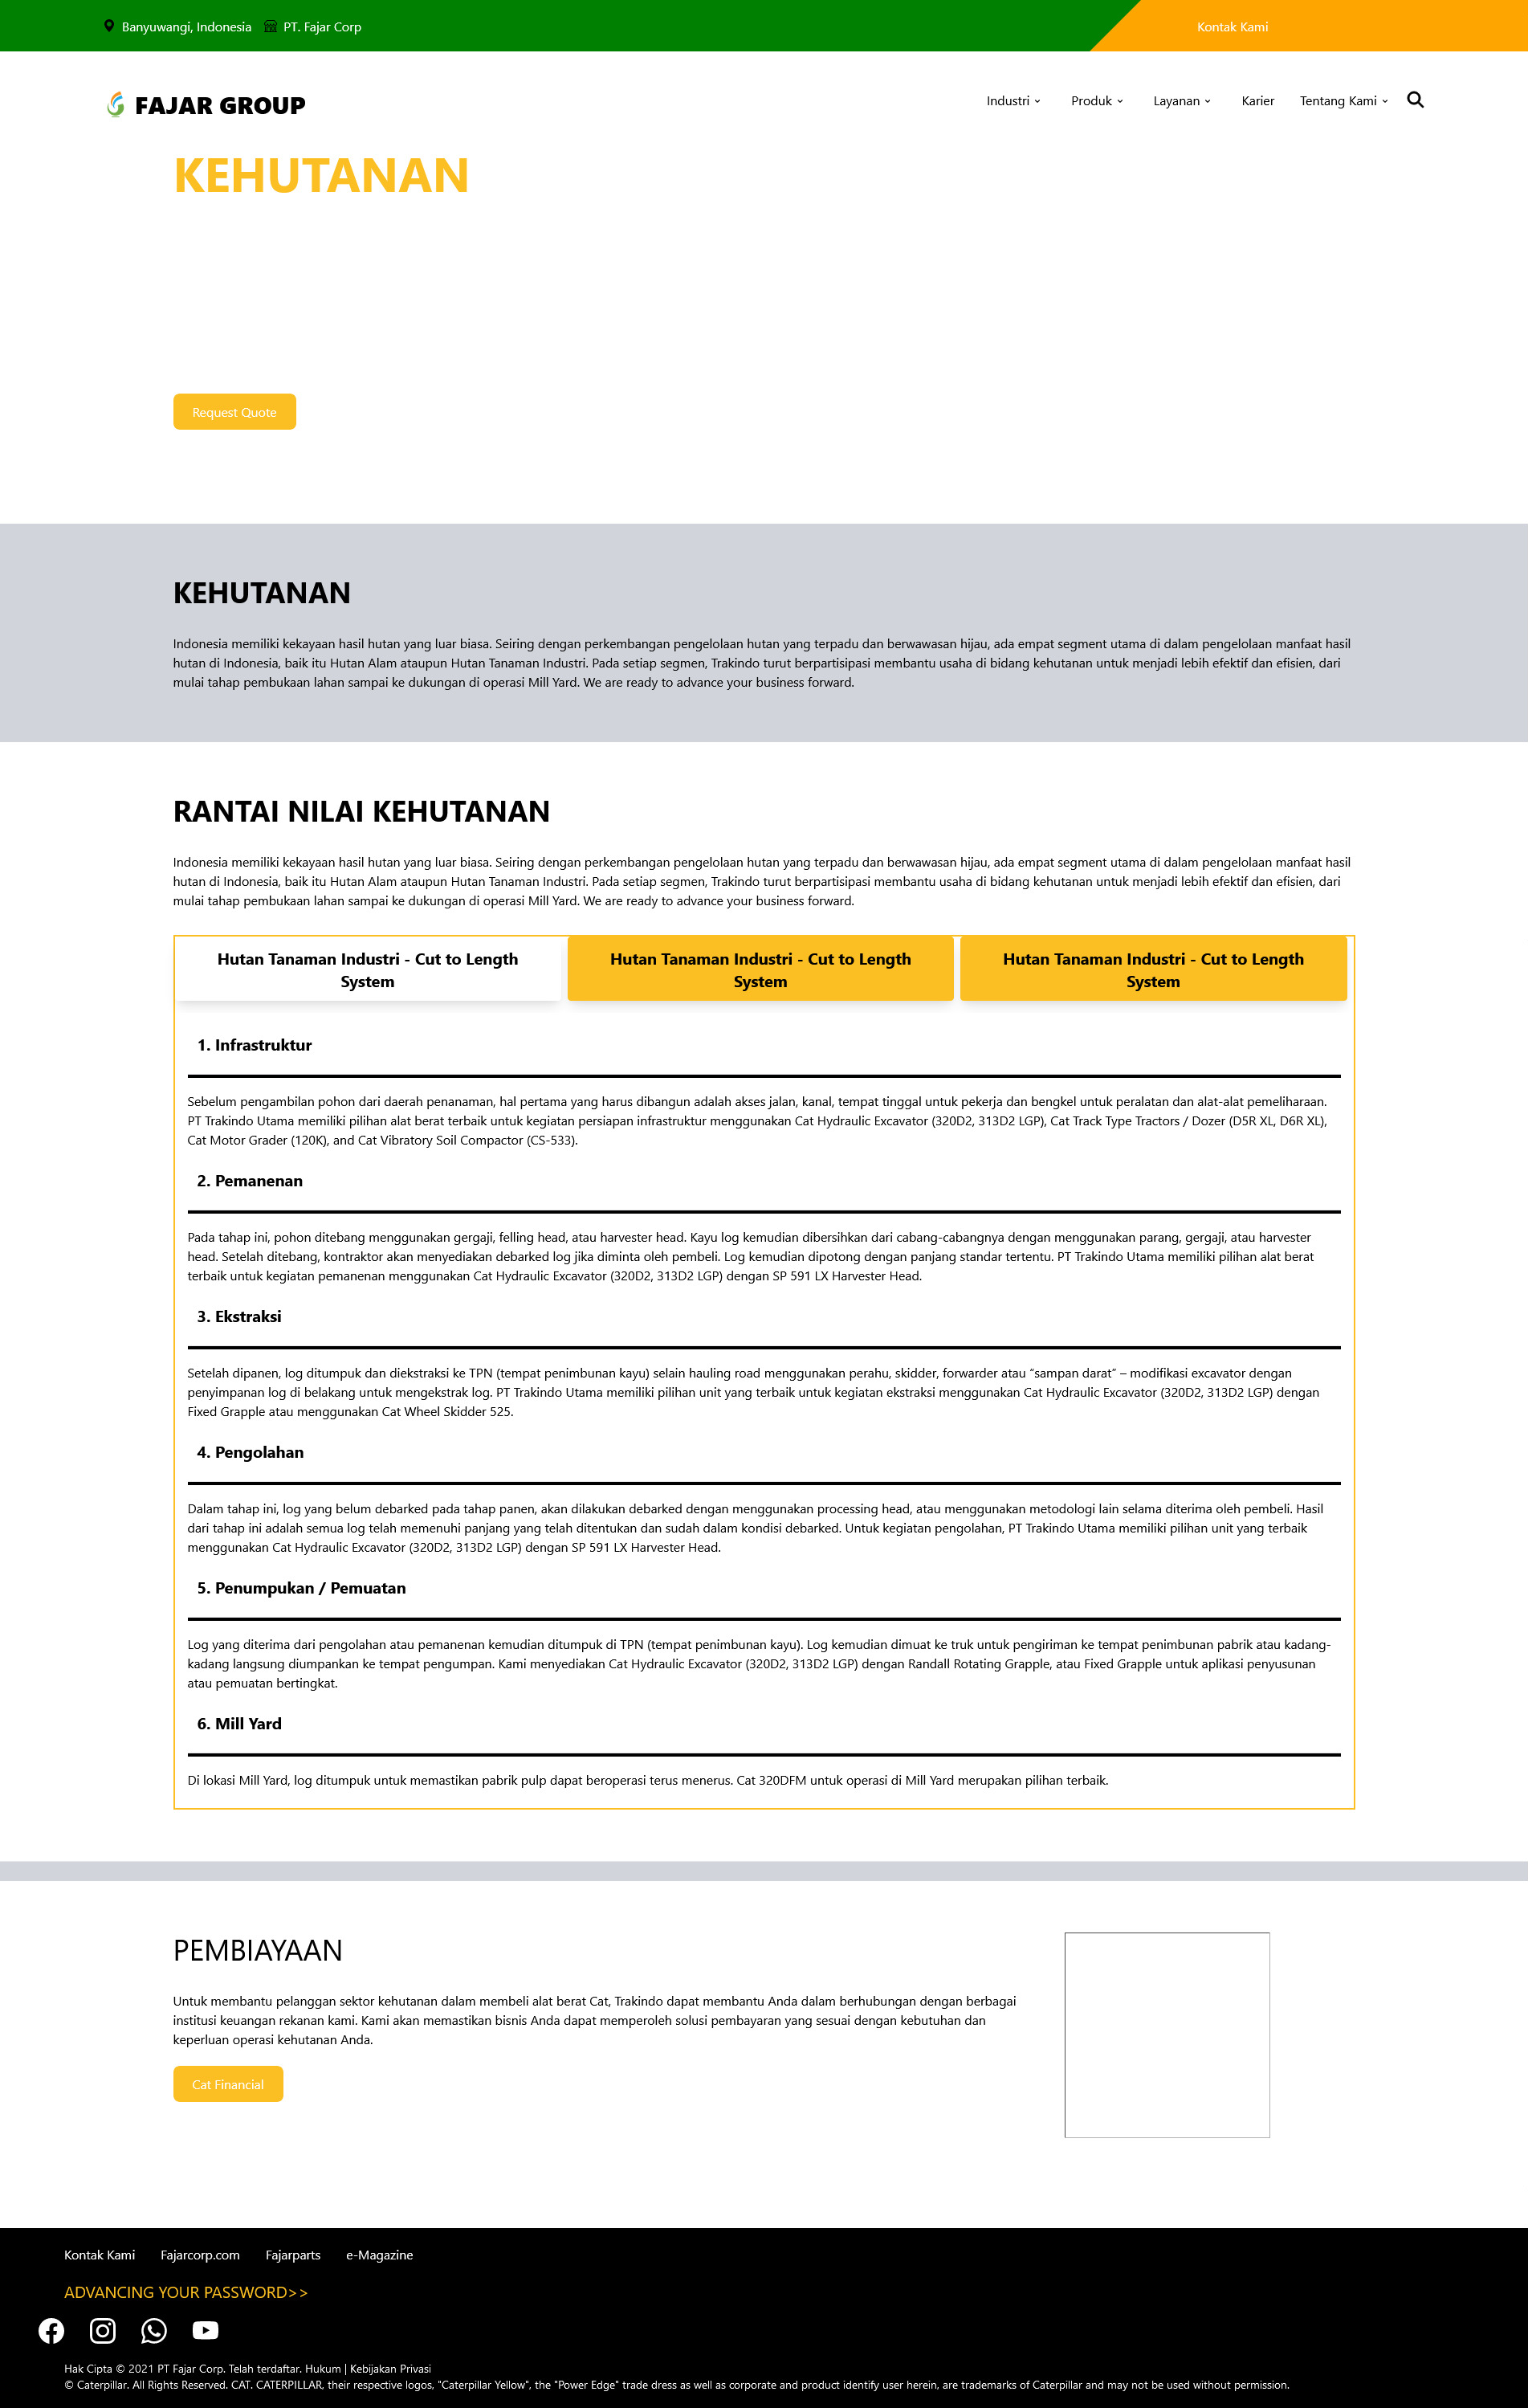 Banyuwangi, Indonesia PT. Fajar Corp Kontak Kami
FAJAR GROUP
Industri Produk Layanan Karier Tentang Kami
KEHUTANAN
Request Quote
KEHUTANAN
Indonesia memiliki kekayaan hasil hutan yang luar biasa. Seiring dengan perkembangan pengelolaan hutan yang terpadu dan berwawasan hijau, ada empat segment utama di dalam pengelolaan manfaat hasil
hutan di Indonesia, baik itu Hutan Alam ataupun Hutan Tanaman Industri. Pada setiap segmen, Trakindo turut berpartisipasi membantu usaha di bidang kehutanan untuk menjadi lebih efektif dan efisien, dari
mulai tahap pembukaan lahan sampai ke dukungan di operasi Mill Yard. We are ready to advance your business forward.
RANTAI NILAI KEHUTANAN
Indonesia memiliki kekayaan hasil hutan yang luar biasa. Seiring dengan perkembangan pengelolaan hutan yang terpadu dan berwawasan hijau, ada empat segment utama di dalam pengelolaan manfaat hasil
hutan di Indonesia, baik itu Hutan Alam ataupun Hutan Tanaman Industri. Pada setiap segmen, Trakindo turut berpartisipasi membantu usaha di bidang kehutanan untuk menjadi lebih efektif dan efisien, dari
mulai tahap pembukaan lahan sampai ke dukungan di operasi Mill Yard. We are ready to advance your business forward.
Hutan Tanaman Industri - Cut to Length
System
Hutan Tanaman Industri - Cut to Length
System
Hutan Tanaman Industri - Cut to Length
System
1. Infrastruktur
Sebelum pengambilan pohon dari daerah penanaman, hal pertama yang harus dibangun adalah akses jalan, kanal, tempat tinggal untuk pekerja dan bengkel untuk peralatan dan alat-alat pemeliharaan.
PT Trakindo Utama memiliki pilihan alat berat terbaik untuk kegiatan persiapan infrastruktur menggunakan Cat Hydraulic Excavator (320D2, 313D2 LGP), Cat Track Type Tractors / Dozer (D5R XL, D6R XL),
Cat Motor Grader (120K), and Cat Vibratory Soil Compactor (CS-533).
2. Pemanenan
Pada tahap ini, pohon ditebang menggunakan gergaji, felling head, atau harvester head. Kayu log kemudian dibersihkan dari cabang-cabangnya dengan menggunakan parang, gergaji, atau harvester
head. Setelah ditebang, kontraktor akan menyediakan debarked log jika diminta oleh pembeli. Log kemudian dipotong dengan panjang standar tertentu. PT Trakindo Utama memiliki pilihan alat berat
terbaik untuk kegiatan pemanenan menggunakan Cat Hydraulic Excavator (320D2, 313D2 LGP) dengan SP 591 LX Harvester Head.
3. Ekstraksi
Setelah dipanen, log ditumpuk dan diekstraksi ke TPN (tempat penimbunan kayu) selain hauling road menggunakan perahu, skidder, forwarder atau “sampan darat” – modifikasi excavator dengan
penyimpanan log di belakang untuk mengekstrak log. PT Trakindo Utama memiliki pilihan unit yang terbaik untuk kegiatan ekstraksi menggunakan Cat Hydraulic Excavator (320D2, 313D2 LGP) dengan
Fixed Grapple atau menggunakan Cat Wheel Skidder 525.
4. Pengolahan
Dalam tahap ini, log yang belum debarked pada tahap panen, akan dilakukan debarked dengan menggunakan processing head, atau menggunakan metodologi lain selama diterima oleh pembeli. Hasil
dari tahap ini adalah semua log telah memenuhi panjang yang telah ditentukan dan sudah dalam kondisi debarked. Untuk kegiatan pengolahan, PT Trakindo Utama memiliki pilihan unit yang terbaik
menggunakan Cat Hydraulic Excavator (320D2, 313D2 LGP) dengan SP 591 LX Harvester Head.
5. Penumpukan / Pemuatan
Log yang diterima dari pengolahan atau pemanenan kemudian ditumpuk di TPN (tempat penimbunan kayu). Log kemudian dimuat ke truk untuk pengiriman ke tempat penimbunan pabrik atau kadang-
kadang langsung diumpankan ke tempat pengumpan. Kami menyediakan Cat Hydraulic Excavator (320D2, 313D2 LGP) dengan Randall Rotating Grapple, atau Fixed Grapple untuk aplikasi penyusunan
atau pemuatan bertingkat.
6. Mill Yard
Di lokasi Mill Yard, log ditumpuk untuk memastikan pabrik pulp dapat beroperasi terus menerus. Cat 320DFM untuk operasi di Mill Yard merupakan pilihan terbaik.
PEMBIAYAAN
Untuk membantu pelanggan sektor kehutanan dalam membeli alat berat Cat, Trakindo dapat membantu Anda dalam berhubungan dengan berbagai
institusi keuangan rekanan kami. Kami akan memastikan bisnis Anda dapat memperoleh solusi pembayaran yang sesuai dengan kebutuhan dan
keperluan operasi kehutanan Anda.
Cat Financial
Kontak Kami Fajarcorp.com Fajarparts e-Magazine
ADVANCING YOUR PASSWORD>>
Hak Cipta © 2021 PT Fajar Corp. Telah terdaftar. Hukum | Kebijakan Privasi
© Caterpillar. All Rights Reserved. CAT. CATERPILLAR, their respective logos, "Caterpillar Yellow", the "Power Edge" trade dress as well as corporate and product identify user herein, are trademarks of Caterpillar and may not be used without permission.